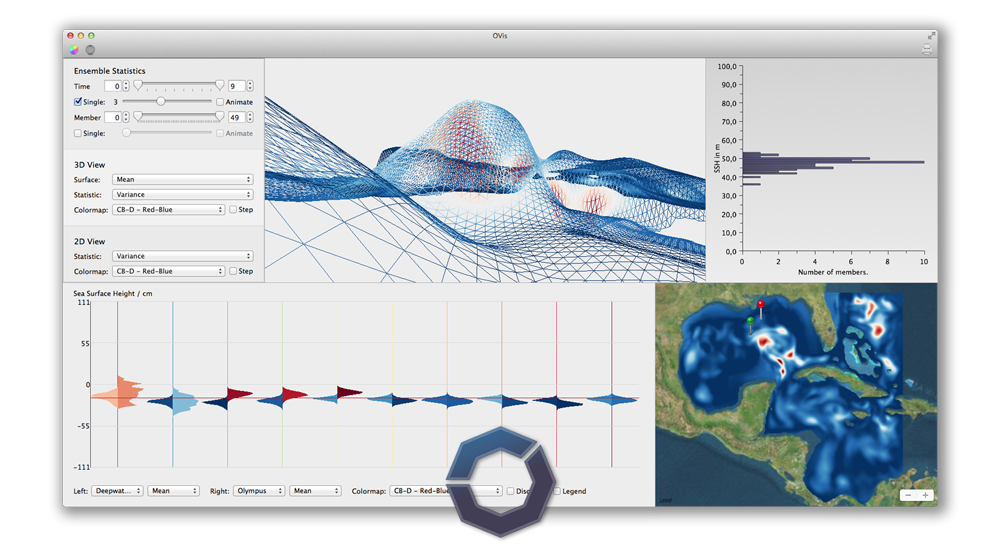 OVis
Ensemble Statistics
Time 0 9
Single: 3 Animate
Member 0 49
Single: Animate
3D View
Surface: Mean
Statistic: Variance
Colormap: CB-D - Red-Blue Step
2D View
Statistic: Variance
Colormap: CB-D - Red-Blue Step
100,0
90,0
80,0
70,0
60,0
50,0
40,0
30,0
20,0
10,0
0,0
SSH in m
0 2 4 6 8 10
Number of members.
Sea Surface Height / cm
111
55
0
-55
-111
Left: Deepwat... Mean Right: Olympus Mean Colormap: CB-D - Red-Blue Legend
Legal